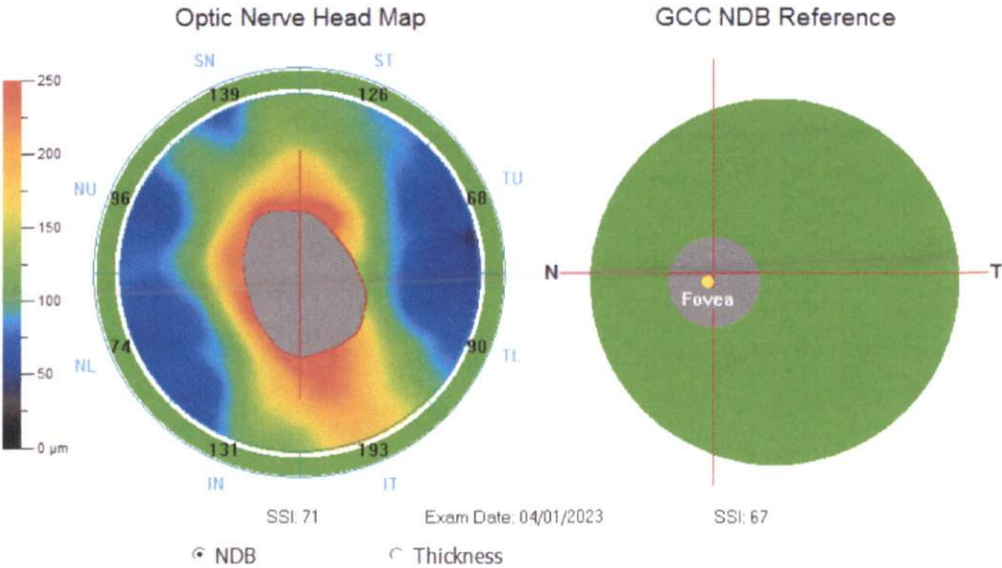 Optic Nerve Head Map
GCC NDB Reference
SN
ST
250
139
126
200
NU
96
TU
68
150
N
T
100
Fovea
74
90
NL
TL
50
131
193
0 µm
IN
IT
SSI: 71
Exam Date: 04/01/2023
SSI: 67
NDB
Thickness